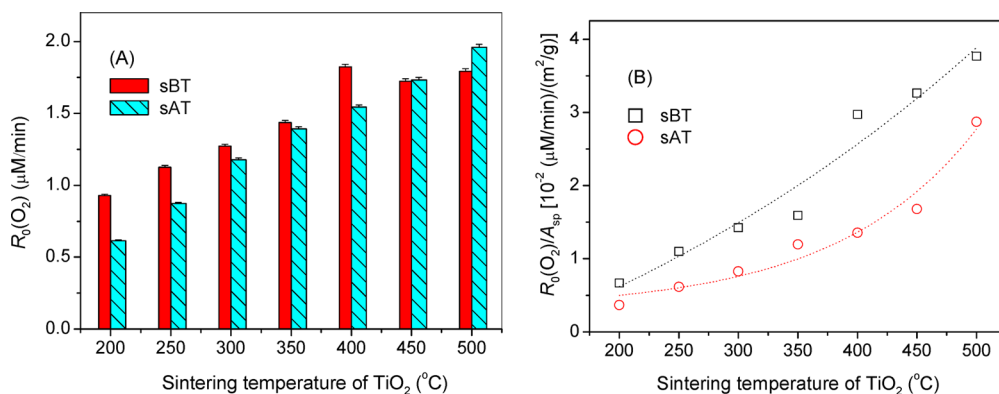 (A)
sBT
sAT
R₀(O₂) (μM/min)
2.0
1.5
1.0
0.5
0.0
200 250 300 350 400 450 500
Sintering temperature of TiO₂ (°C)
(B)
sBT
sAT
R₀(O₂)/Aₛₚ [10⁻² (μM/min)/(m²/g)]
4
3
2
1
0
200 250 300 350 400 450 500
Sintering temperature of TiO₂ (°C)